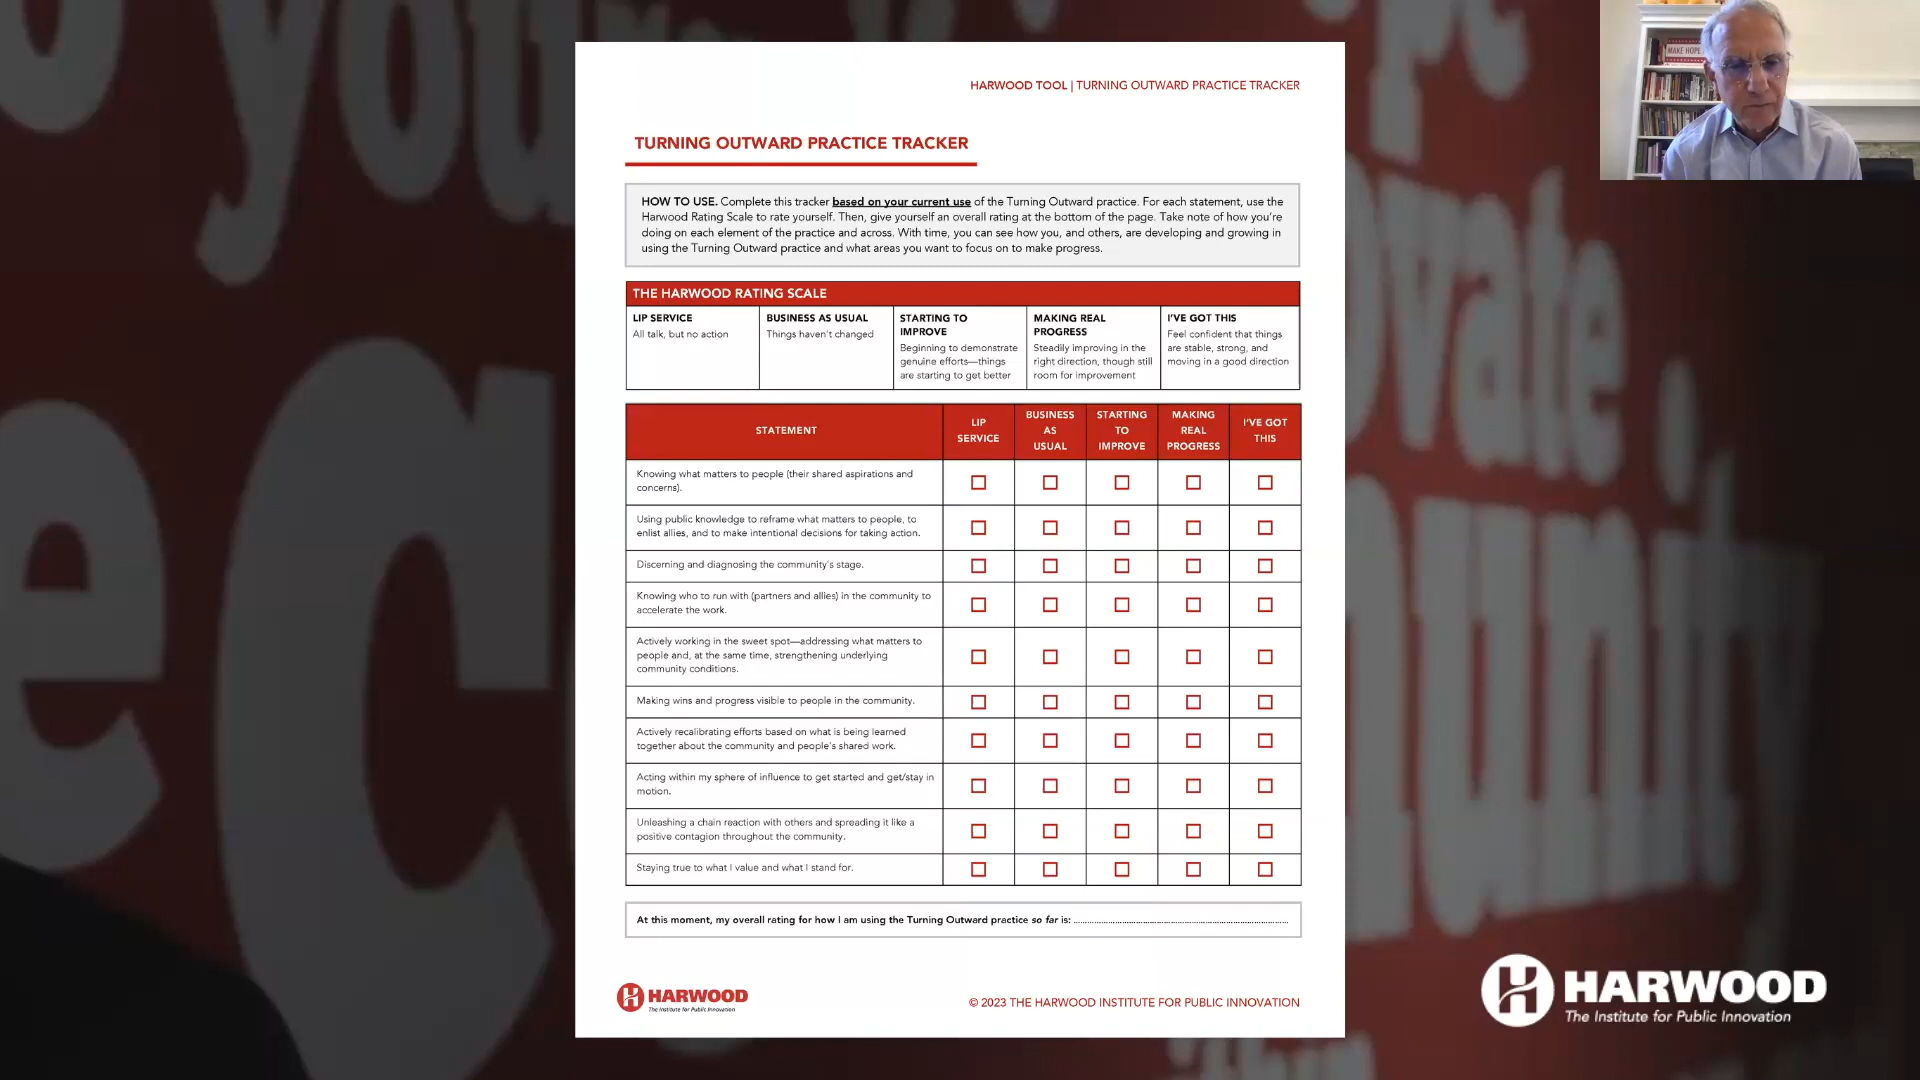 MAKE HOPE
HARWOOD TOOL | TURNING OUTWARD PRACTICE TRACKER
TURNING OUTWARD PRACTICE TRACKER
HOW TO USE. Complete this tracker based on your current use of the Turning Outward practice. For each statement, use the
Harwood Rating Scale to rate yourself. Then, give yourself an overall rating at the bottom of the page. Take note of how you're
doing on each element of the practice and across. With time, you can see how you, and others, are developing and growing in
using the Turning Outward practice and what areas you want to focus on to make progress.
THE HARWOOD RATING SCALE
LIP SERVICE
All talk, but no action
BUSINESS AS USUAL
Things haven't changed
STARTING TO
IMPROVE
Beginning to demonstrate
genuine efforts—things
are starting to get better
MAKING REAL
PROGRESS
Steadily improving in the
right direction, though still
room for improvement
I'VE GOT THIS
Feel confident that things
are stable, strong, and
moving in a good direction
STATEMENT
LIP
SERVICE
BUSINESS
AS
USUAL
STARTING
TO
IMPROVE
MAKING
REAL
PROGRESS
I'VE GOT
THIS
Knowing what matters to people (their shared aspirations and
concerns).
Using public knowledge to reframe what matters to people, to
enlist allies, and to make intentional decisions for taking action.
Discerning and diagnosing the community's stage.
Knowing who to run with (partners and allies) in the community to
accelerate the work.
Actively working in the sweet spot—addressing what matters to
people and, at the same time, strengthening underlying
community conditions.
Making wins and progress visible to people in the community.
Actively recalibrating efforts based on what is being learned
together about the community and people's shared work.
Acting within my sphere of influence to get started and get/stay in
motion.
Unleashing a chain reaction with others and spreading it like a
positive contagion throughout the community.
Staying true to what I value and what I stand for.
At this moment, my overall rating for how I am using the Turning Outward practice so far is: ........................................
HARWOOD
The Institute for Public Innovation
© 2023 THE HARWOOD INSTITUTE FOR PUBLIC INNOVATION
HARWOOD
The Institute for Public Innovation